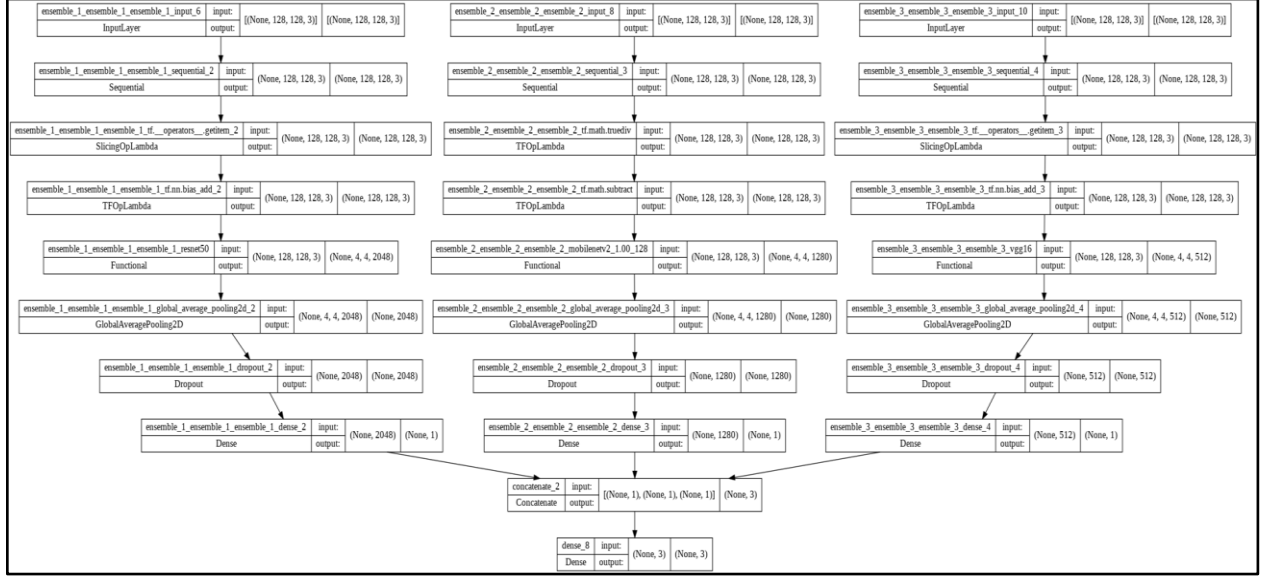 ensemble_1_ensemble_1_ensemble_1_input_6 input: [(None, 128, 128, 3)] [(None, 128, 128, 3)]
InputLayer output:
ensemble_2_ensemble_2_ensemble_2_input_8 input: [(None, 128, 128, 3)] [(None, 128, 128, 3)]
InputLayer output:
ensemble_3_ensemble_3_ensemble_3_input_10 input: [(None, 128, 128, 3)] [(None, 128, 128, 3)]
InputLayer output:
ensemble_1_ensemble_1_ensemble_1_sequential_2 input: (None, 128, 128, 3) (None, 128, 128, 3)
Sequential output:
ensemble_2_ensemble_2_ensemble_2_sequential_3 input: (None, 128, 128, 3) (None, 128, 128, 3)
Sequential output:
ensemble_3_ensemble_3_ensemble_3_sequential_4 input: (None, 128, 128, 3) (None, 128, 128, 3)
Sequential output:
ensemble_1_ensemble_1_ensemble_1_tf.__operators__.getitem_2 input: (None, 128, 128, 3) (None, 128, 128, 3)
SlicingOpLambda output:
ensemble_2_ensemble_2_ensemble_2_tf.math.truediv input: (None, 128, 128, 3) (None, 128, 128, 3)
TFOpLambda output:
ensemble_3_ensemble_3_ensemble_3_tf.__operators__.getitem_3 input: (None, 128, 128, 3) (None, 128, 128, 3)
SlicingOpLambda output:
ensemble_1_ensemble_1_ensemble_1_tf.nn.bias_add_2 input: (None, 128, 128, 3) (None, 128, 128, 3)
TFOpLambda output:
ensemble_2_ensemble_2_ensemble_2_tf.math.subtract input: (None, 128, 128, 3) (None, 128, 128, 3)
TFOpLambda output:
ensemble_3_ensemble_3_ensemble_3_tf.nn.bias_add_3 input: (None, 128, 128, 3) (None, 128, 128, 3)
TFOpLambda output:
ensemble_1_ensemble_1_ensemble_1_resnet50 input: (None, 128, 128, 3) (None, 4, 4, 2048)
Functional output:
ensemble_2_ensemble_2_ensemble_2_mobilenetv2_1.00_128 input: (None, 128, 128, 3) (None, 4, 4, 1280)
Functional output:
ensemble_3_ensemble_3_ensemble_3_vgg16 input: (None, 128, 128, 3) (None, 4, 4, 512)
Functional output:
ensemble_1_ensemble_1_ensemble_1_global_average_pooling2d_2 input: (None, 4, 4, 2048) (None, 2048)
GlobalAveragePooling2D output:
ensemble_2_ensemble_2_ensemble_2_global_average_pooling2d_3 input: (None, 4, 4, 1280) (None, 1280)
GlobalAveragePooling2D output:
ensemble_3_ensemble_3_ensemble_3_global_average_pooling2d_4 input: (None, 4, 4, 512) (None, 512)
GlobalAveragePooling2D output:
ensemble_1_ensemble_1_ensemble_1_dropout_2 input: (None, 2048) (None, 2048)
Dropout output:
ensemble_2_ensemble_2_ensemble_2_dropout_3 input: (None, 1280) (None, 1280)
Dropout output:
ensemble_3_ensemble_3_ensemble_3_dropout_4 input: (None, 512) (None, 512)
Dropout output:
ensemble_1_ensemble_1_ensemble_1_dense_2 input: (None, 2048) (None, 1)
Dense output:
ensemble_2_ensemble_2_ensemble_2_dense_3 input: (None, 1280) (None, 1)
Dense output:
ensemble_3_ensemble_3_ensemble_3_dense_4 input: (None, 512) (None, 1)
Dense output:
concatenate_2 input: [(None, 1), (None, 1), (None, 1)] (None, 3)
Concatenate output:
dense_8 input: (None, 3) (None, 3)
Dense output: